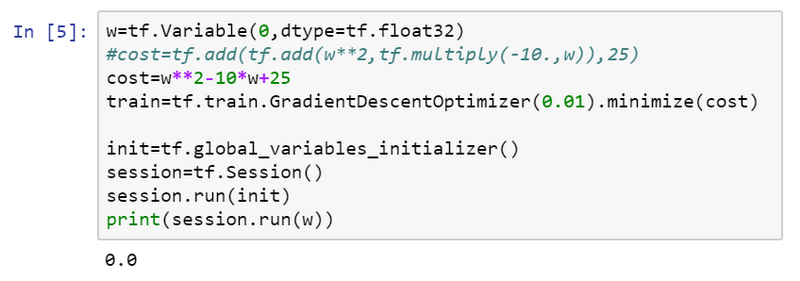 In [5]: w=tf.Variable(0,dtype=tf.float32)
#cost=tf.add(tf.add(w**2,tf.multiply(-10.,w)),25)
cost=w**2-10*w+25
train=tf.train.GradientDescentOptimizer(0.01).minimize(cost)
init=tf.global_variables_initializer()
session=tf.Session()
session.run(init)
print(session.run(w))
0.0